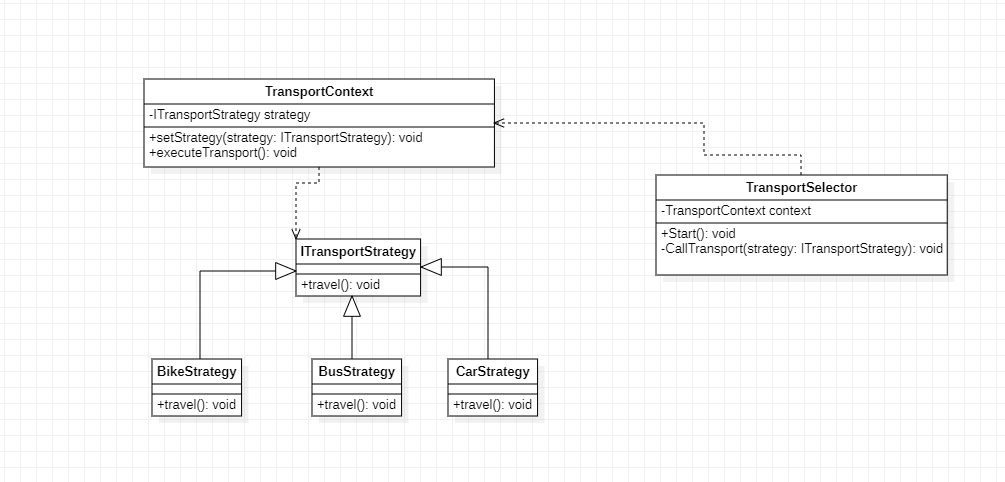 TransportContext
-ITransportStrategy strategy
+setStrategy(strategy: ITransportStrategy): void
+executeTransport(): void
TransportSelector
-TransportContext context
+Start(): void
-CallTransport(strategy: ITransportStrategy): void
ITransportStrategy
+travel(): void
BikeStrategy
+travel(): void
BusStrategy
+travel(): void
CarStrategy
+travel(): void